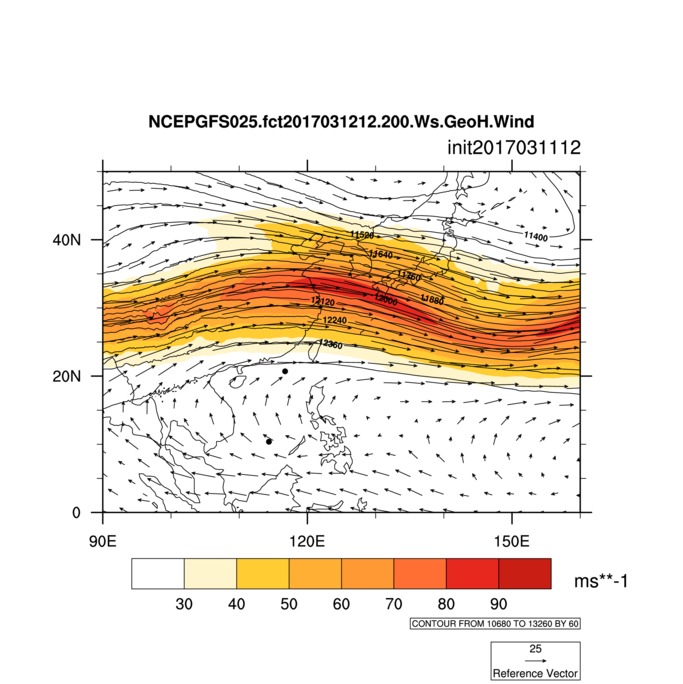 NCEPGFS025.fct2017031212.200.Ws.GeoH.Wind
init2017031112
11520
11400
40N
11640
11760
12000
11880
12120
12240
12360
20N
0
90E 120E 150E
30 40 50 60 70 80 90
ms**-1
CONTOUR FROM 10680 TO 13260 BY 60
25
Reference Vector